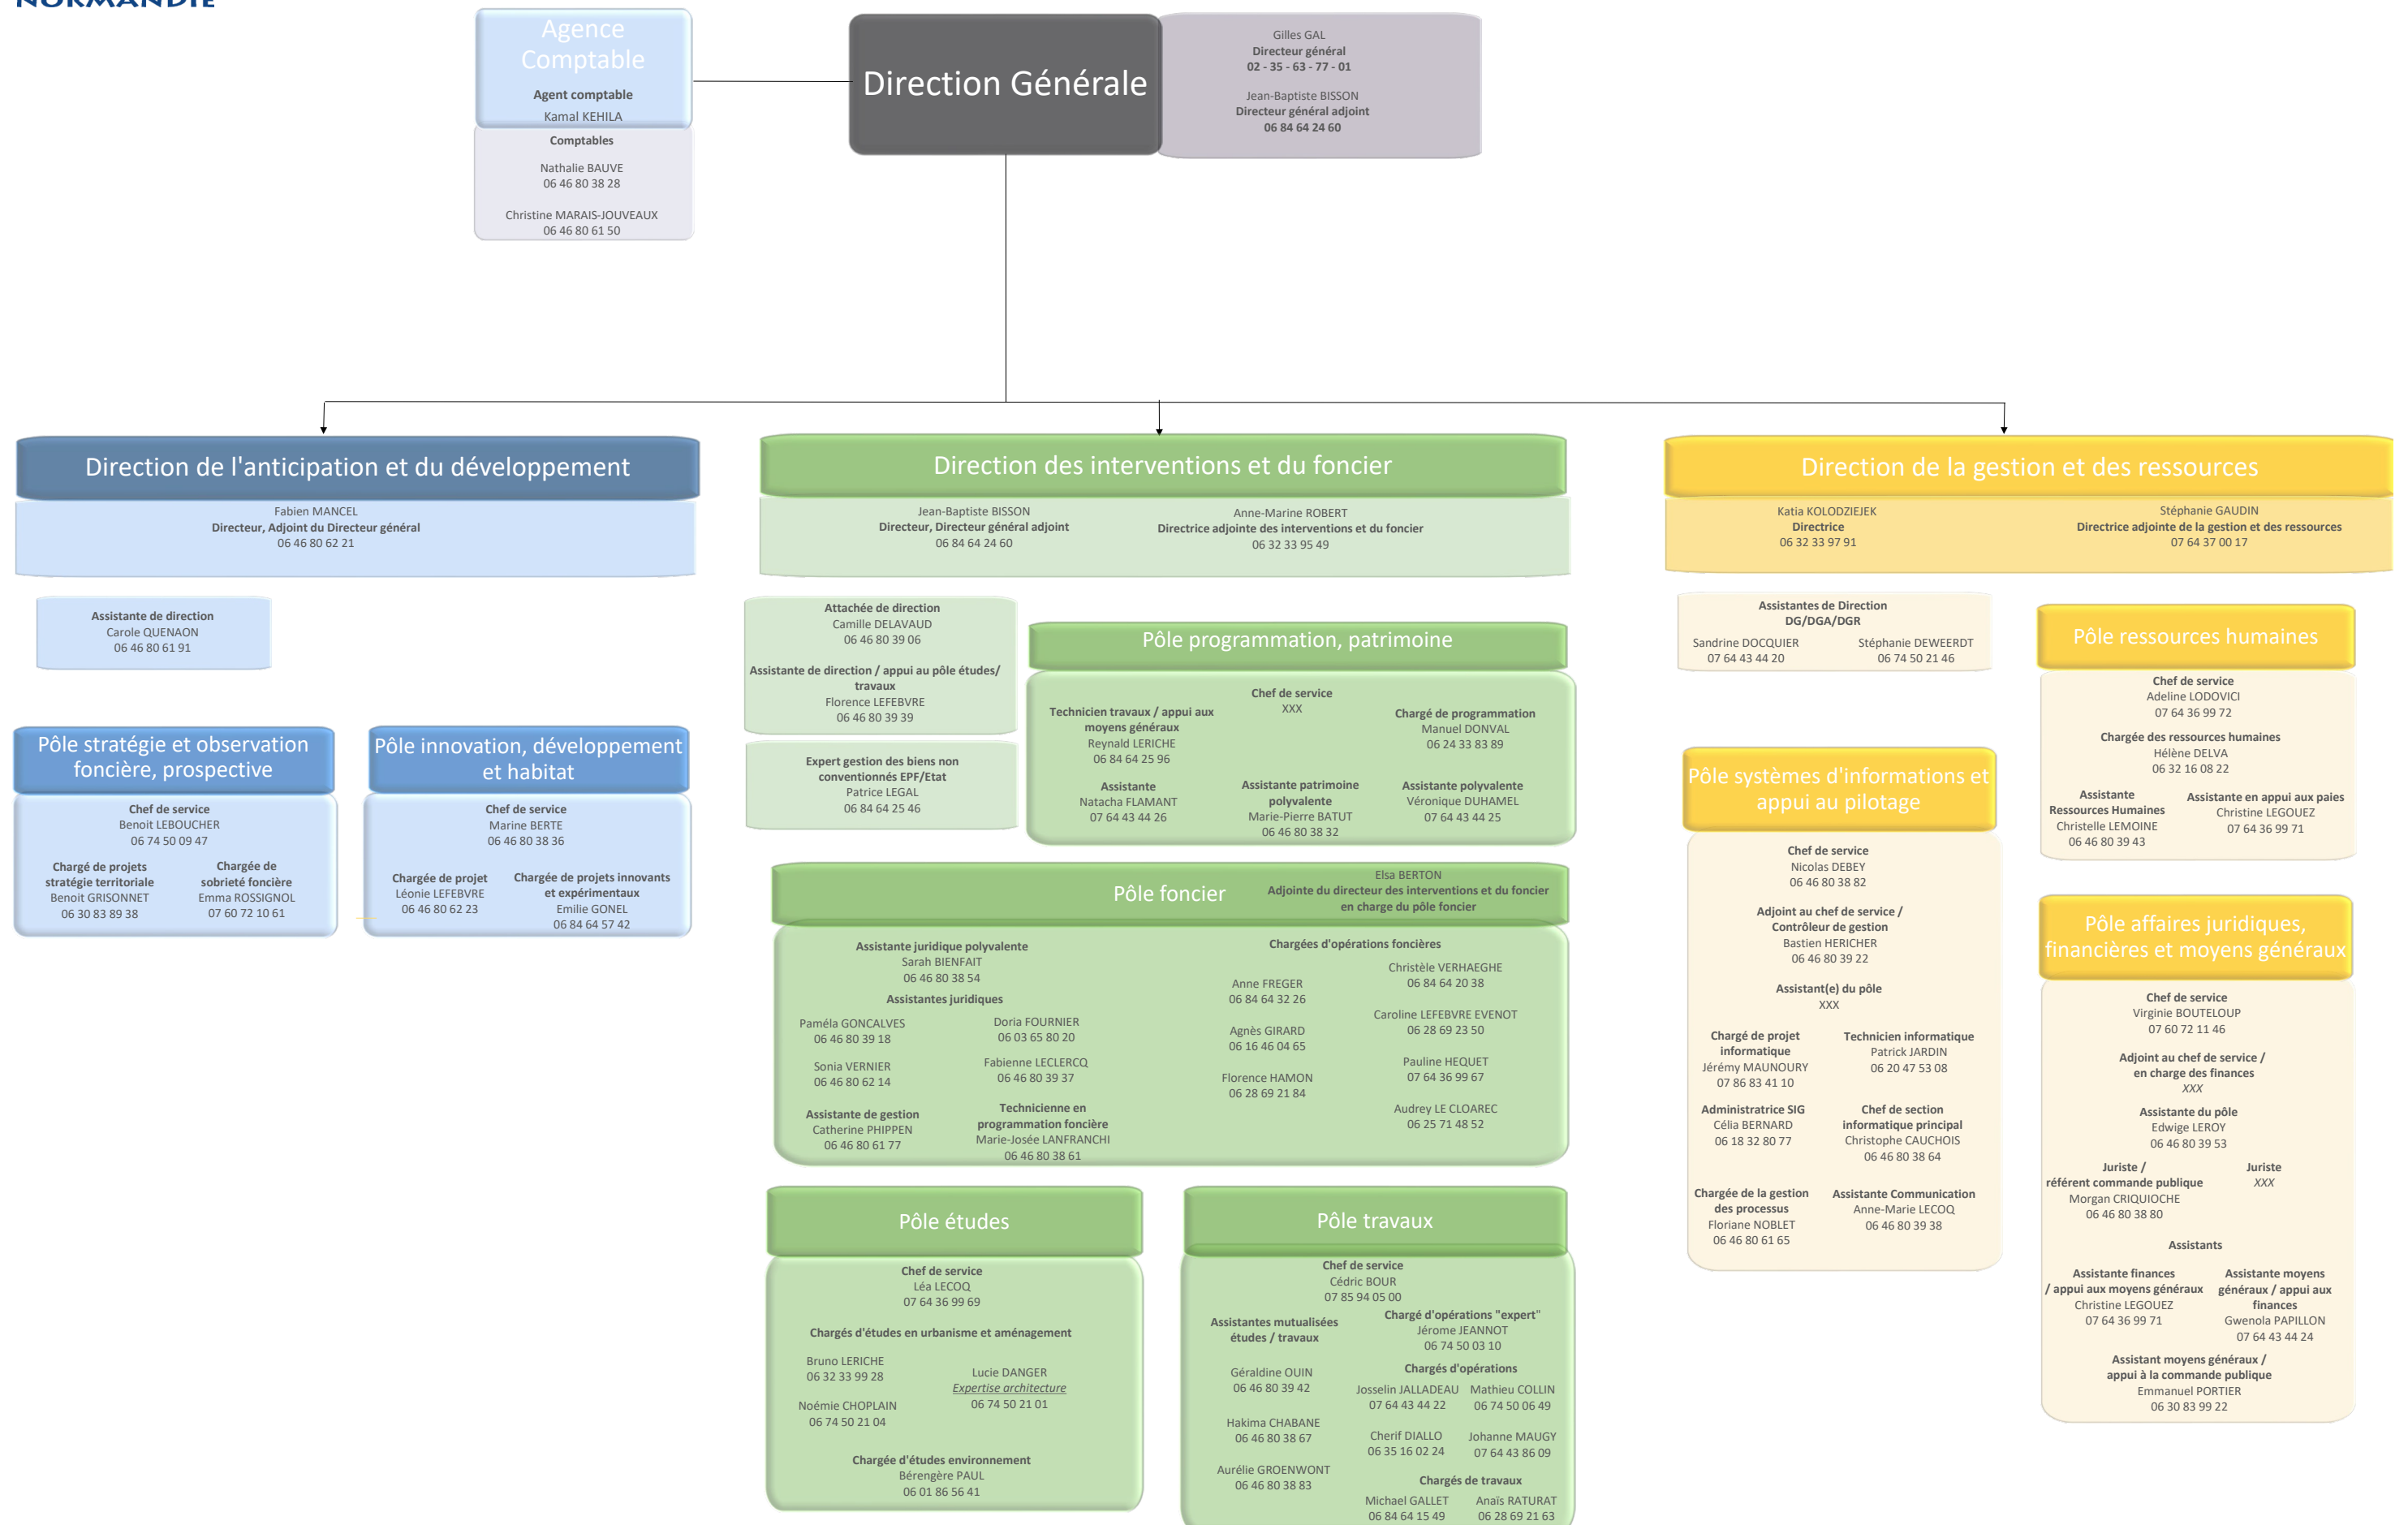 NORMANDIE
Agence
Comptable
Agent comptable
Kamal KEHILA
Comptables
Nathalie BAUVE
06 46 80 38 28
Christine MARAIS-JOUVEAUX
06 46 80 61 50
Direction Générale
Gilles GAL
Directeur général
02 - 35 - 63 - 77 - 01
Jean-Baptiste BISSON
Directeur général adjoint
06 84 64 24 60
Direction de l'anticipation et du développement
Fabien MANCEL
Directeur, Adjoint du Directeur général
06 46 80 62 21
Assistante de direction
Carole QUENAON
06 46 80 61 91
Pôle stratégie et observation
foncière, prospective
Chef de service
Benoit LEBOUCHER
06 74 50 09 47
Chargé de projets
stratégie territoriale
Benoit GRISONNET
06 30 83 89 38
Chargée de
sobrieté foncière
Emma ROSSIGNOL
07 60 72 10 61
Pôle innovation, développement
et habitat
Chef de service
Marine BERTE
06 46 80 38 36
Chargée de projet
Léonie LEFEBVRE
06 46 80 62 23
Chargée de projets innovants
et expérimentaux
Emilie GONEL
06 84 64 57 42
Direction des interventions et du foncier
Jean-Baptiste BISSON
Directeur, Directeur général adjoint
06 84 64 24 60
Anne-Marine ROBERT
Directrice adjointe des interventions et du foncier
06 32 33 95 49
Attachée de direction
Camille DELAVAUD
06 46 80 39 06
Assistante de direction / appui au pôle études/
travaux
Florence LEFEBVRE
06 46 80 39 39
Expert gestion des biens non
conventionnés EPF/Etat
Patrice LEGAL
06 84 64 25 46
Pôle programmation, patrimoine
Chef de service
XXX
Technicien travaux / appui aux
moyens généraux
Reynald LERICHE
06 84 64 25 96
Chargé de programmation
Manuel DONVAL
06 24 33 83 89
Assistante
Natacha FLAMANT
07 64 43 44 26
Assistante patrimoine
polyvalente
Marie-Pierre BATUT
06 46 80 38 32
Assistante polyvalente
Véronique DUHAMEL
07 64 43 44 25
Pôle foncier
Elsa BERTON
Adjointe du directeur des interventions et du foncier
en charge du pôle foncier
Assistante juridique polyvalente
Sarah BIENFAIT
06 46 80 38 54
Assistantes juridiques
Paméla GONCALVES
06 46 80 39 18
Doria FOURNIER
06 03 65 80 20
Sonia VERNIER
06 46 80 62 14
Fabienne LECLERCQ
06 46 80 39 37
Assistante de gestion
Catherine PHIPPEN
06 46 80 61 77
Technicienne en
programmation foncière
Marie-Josée LANFRANCHI
06 46 80 38 61
Chargées d'opérations foncières
Christèle VERHAEGHE
06 84 64 20 38
Anne FREGER
06 84 64 32 26
Caroline LEFEBVRE EVENOT
06 28 69 23 50
Agnès GIRARD
06 16 46 04 65
Pauline HEQUET
07 64 36 99 67
Florence HAMON
06 28 69 21 84
Audrey LE CLOAREC
06 25 71 48 52
Pôle études
Chef de service
Léa LECOQ
07 64 36 99 69
Chargés d'études en urbanisme et aménagement
Bruno LERICHE
06 32 33 99 28
Lucie DANGER
Expertise architecture
06 74 50 21 01
Noémie CHOPLAIN
06 74 50 21 04
Chargée d'études environnement
Bérengère PAUL
06 01 86 56 41
Pôle travaux
Chef de service
Cédric BOUR
07 85 94 05 00
Assistantes mutualisées
études / travaux
Géraldine OUIN
06 46 80 39 42
Hakima CHABANE
06 46 80 38 67
Aurélie GROENWONT
06 46 80 38 83
Chargé d'opérations "expert"
Jérome JEANNOT
06 74 50 03 10
Chargés d'opérations
Josselin JALLADEAU
07 64 43 44 22
Mathieu COLLIN
06 74 50 06 49
Cherif DIALLO
06 35 16 02 24
Johanne MAUGY
07 64 43 86 09
Chargés de travaux
Michael GALLET
06 84 64 15 49
Anaïs RATURAT
06 28 69 21 63
Direction de la gestion et des ressources
Katia KOLODZIEJEK
Directrice
06 32 33 97 91
Stéphanie GAUDIN
Directrice adjointe de la gestion et des ressources
07 64 37 00 17
Assistantes de Direction
DG/DGA/DGR
Sandrine DOCQUIER
07 64 43 44 20
Stéphanie DEWEERDT
06 74 50 21 46
Pôle systèmes d'informations et
appui au pilotage
Chef de service
Nicolas DEBEY
06 46 80 38 82
Adjoint au chef de service /
Contrôleur de gestion
Bastien HERICHER
06 46 80 39 22
Assistant(e) du pôle
XXX
Chargé de projet
informatique
Jérémy MAUNOURY
07 86 83 41 10
Technicien informatique
Patrick JARDIN
06 20 47 53 08
Administratrice SIG
Célia BERNARD
06 18 32 80 77
Chef de section
informatique principal
Christophe CAUCHOIS
06 46 80 38 64
Chargée de la gestion
des processus
Floriane NOBLET
06 46 80 61 65
Assistante Communication
Anne-Marie LECOQ
06 46 80 39 38
Pôle ressources humaines
Chef de service
Adeline LODOVICI
07 64 36 99 72
Chargée des ressources humaines
Hélène DELVA
06 32 16 08 22
Assistante
Ressources Humaines
Christelle LEMOINE
06 46 80 39 43
Assistante en appui aux paies
Christine LEGOUEZ
07 64 36 99 71
Pôle affaires juridiques,
financières et moyens généraux
Chef de service
Virginie BOUTELOUP
07 60 72 11 46
Adjoint au chef de service /
en charge des finances
XXX
Assistante du pôle
Edwige LEROY
06 46 80 39 53
Juriste /
référent commande publique
Morgan CRIQUIOCHE
06 46 80 38 80
Juriste
XXX
Assistants
Assistante finances
/ appui aux moyens généraux
Christine LEGOUEZ
07 64 36 99 71
Assistante moyens
généraux / appui aux
finances
Gwenola PAPILLON
07 64 43 44 24
Assistant moyens généraux /
appui à la commande publique
Emmanuel PORTIER
06 30 83 99 22